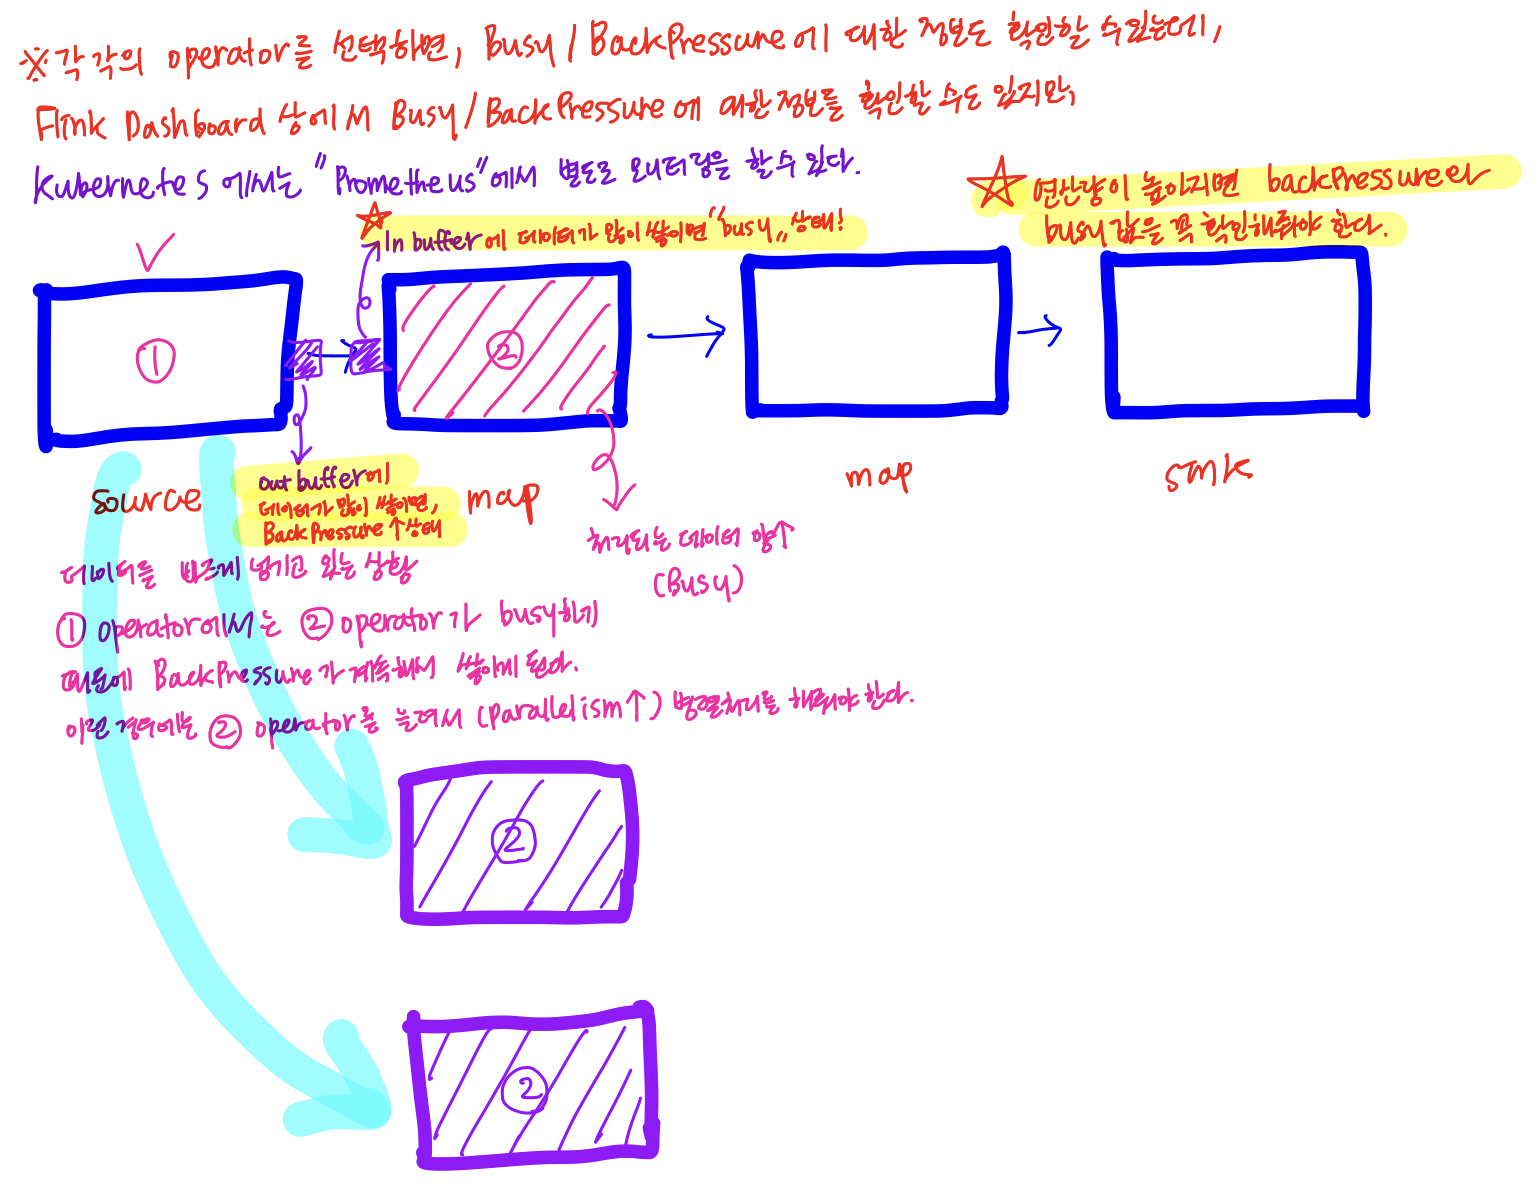 ※각각의 operator를 선택하면, Busy / BackPressure에 대한 정보도 확인할 수 있는데,
Flink Dashboard 상에서 Busy/BackPressure에 대한 정보를 확인할 수도 있지만,
Kubernetes 에서는 "Prometheus"에서 별도로 모니터링을 할 수 있다.
☆ 연산량이 높아지면 backPressure와
busy 값을 꼭 확인해줘야 한다.
☆ In buffer에 데이터가 많이 쌓이면 "busy" 상태!
①
②
source
out buffer에
데이터가 많이 쌓이면,
BackPressure ↑ 상태
map
map
sink
처리되는 데이터 양↑
(Busy)
데이터를 빠르게 넘기고 있는 상황
① operator에서는 ② operator가 busy하기
때문에 BackPressure가 계속해서 쌓이게 된다.
이런 경우에는 ② operator를 늘려서 (parallelism↑) 병렬처리를 해줘야 한다.
②
②